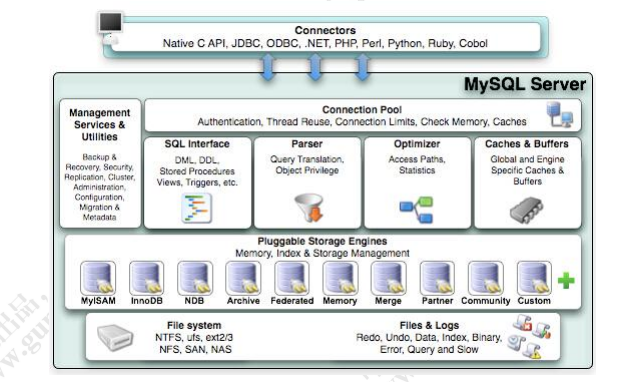 Connectors
Native C API, JDBC, ODBC, .NET, PHP, Perl, Python, Ruby, Cobol
MySQL Server
Management
Services &
Utilities
Backup &
Recovery, Security,
Replication, Cluster,
Administration,
Configuration,
Migration &
Metadata
Connection Pool
Authentication, Thread Reuse, Connection Limits, Check Memory, Caches
SQL Interface
DML, DDL,
Stored Procedures
Views, Triggers, etc.
Parser
Query Translation,
Object Privilege
Optimizer
Access Paths,
Statistics
Caches & Buffers
Global and Engine
Specific Caches &
Buffers
Pluggable Storage Engines
Memory, Index & Storage Management
MyISAM InnoDB NDB Archive Federated Memory Merge Partner Community Custom
File system
NTFS, ufs, ext2/3
NFS, SAN, NAS
Files & Logs
Redo, Undo, Data, Index, Binary,
Error, Query and Slow